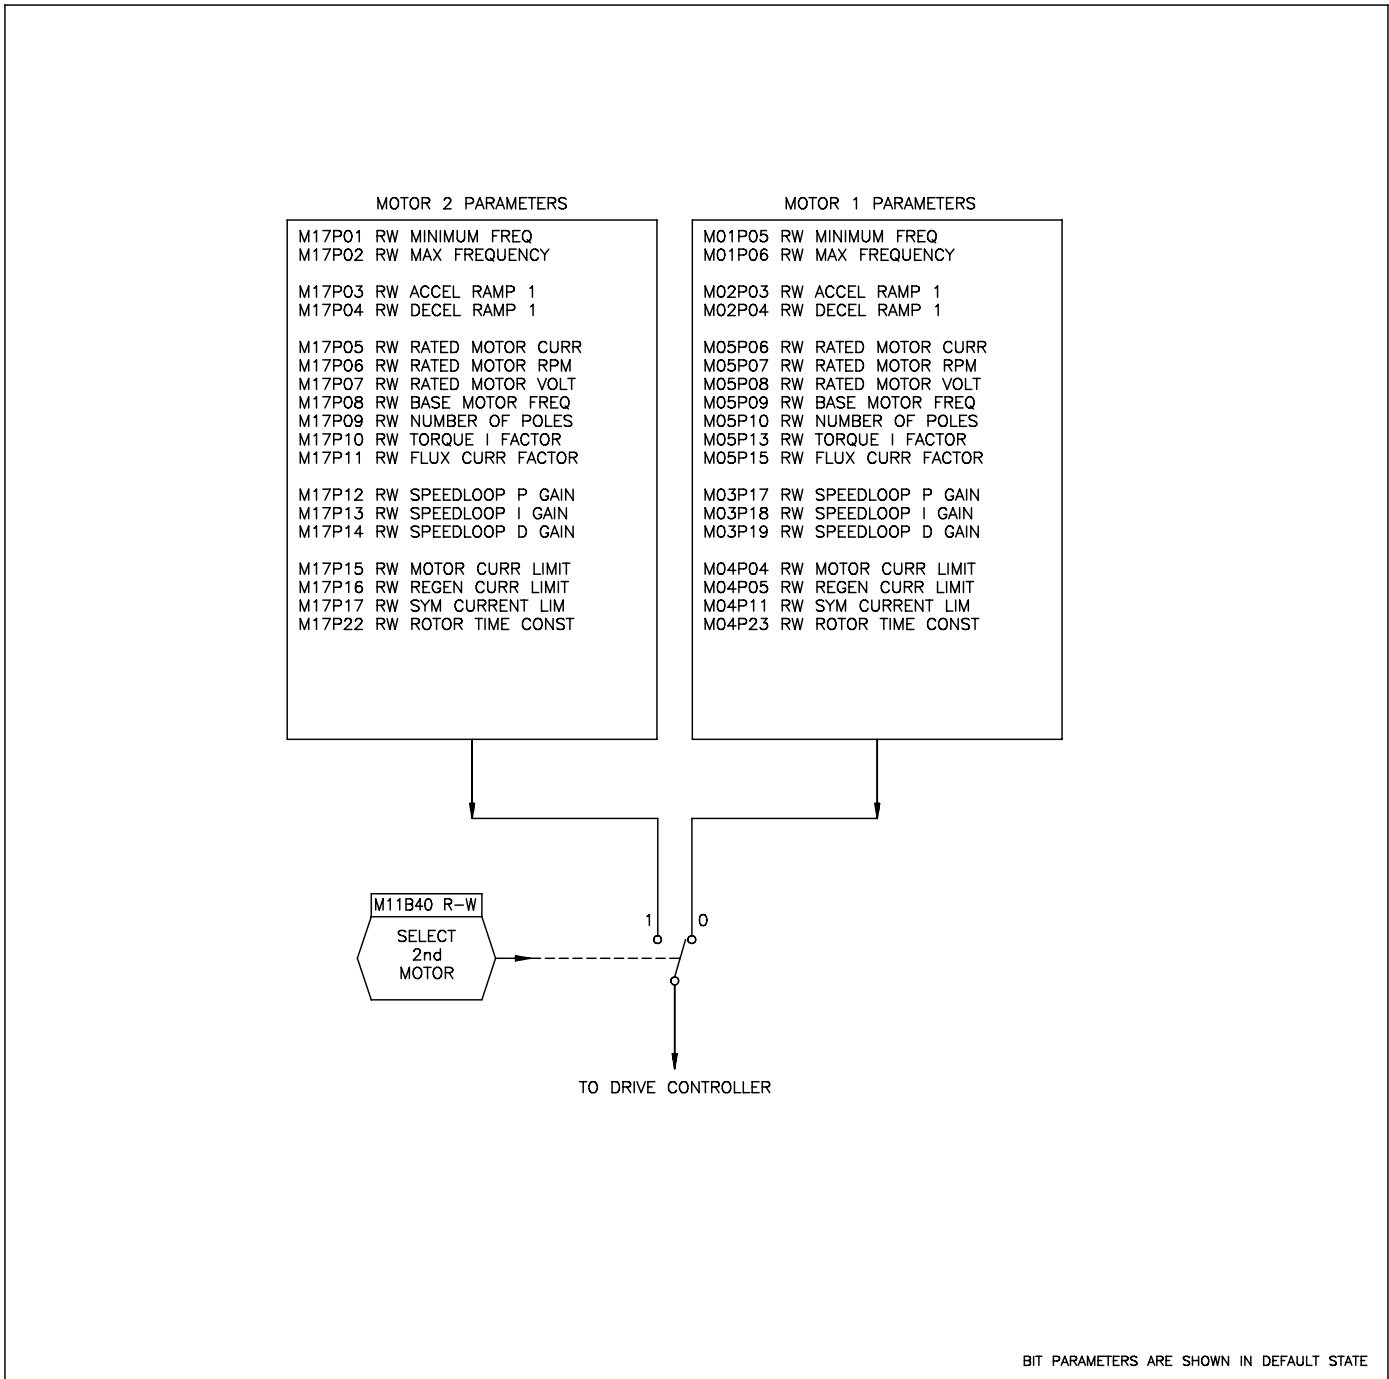 MOTOR 2 PARAMETERS
M17P01 RW MINIMUM FREQ
M17P02 RW MAX FREQUENCY
M17P03 RW ACCEL RAMP 1
M17P04 RW DECEL RAMP 1
M17P05 RW RATED MOTOR CURR
M17P06 RW RATED MOTOR RPM
M17P07 RW RATED MOTOR VOLT
M17P08 RW BASE MOTOR FREQ
M17P09 RW NUMBER OF POLES
M17P10 RW TORQUE I FACTOR
M17P11 RW FLUX CURR FACTOR
M17P12 RW SPEEDLOOP P GAIN
M17P13 RW SPEEDLOOP I GAIN
M17P14 RW SPEEDLOOP D GAIN
M17P15 RW MOTOR CURR LIMIT
M17P16 RW REGEN CURR LIMIT
M17P17 RW SYM CURRENT LIM
M17P22 RW ROTOR TIME CONST
MOTOR 1 PARAMETERS
M01P05 RW MINIMUM FREQ
M01P06 RW MAX FREQUENCY
M02P03 RW ACCEL RAMP 1
M02P04 RW DECEL RAMP 1
M05P06 RW RATED MOTOR CURR
M05P07 RW RATED MOTOR RPM
M05P08 RW RATED MOTOR VOLT
M05P09 RW BASE MOTOR FREQ
M05P10 RW NUMBER OF POLES
M05P13 RW TORQUE I FACTOR
M05P15 RW FLUX CURR FACTOR
M03P17 RW SPEEDLOOP P GAIN
M03P18 RW SPEEDLOOP I GAIN
M03P19 RW SPEEDLOOP D GAIN
M04P04 RW MOTOR CURR LIMIT
M04P05 RW REGEN CURR LIMIT
M04P11 RW SYM CURRENT LIM
M04P23 RW ROTOR TIME CONST
M11B40 R-W
SELECT
2nd
MOTOR
1 0
TO DRIVE CONTROLLER
BIT PARAMETERS ARE SHOWN IN DEFAULT STATE